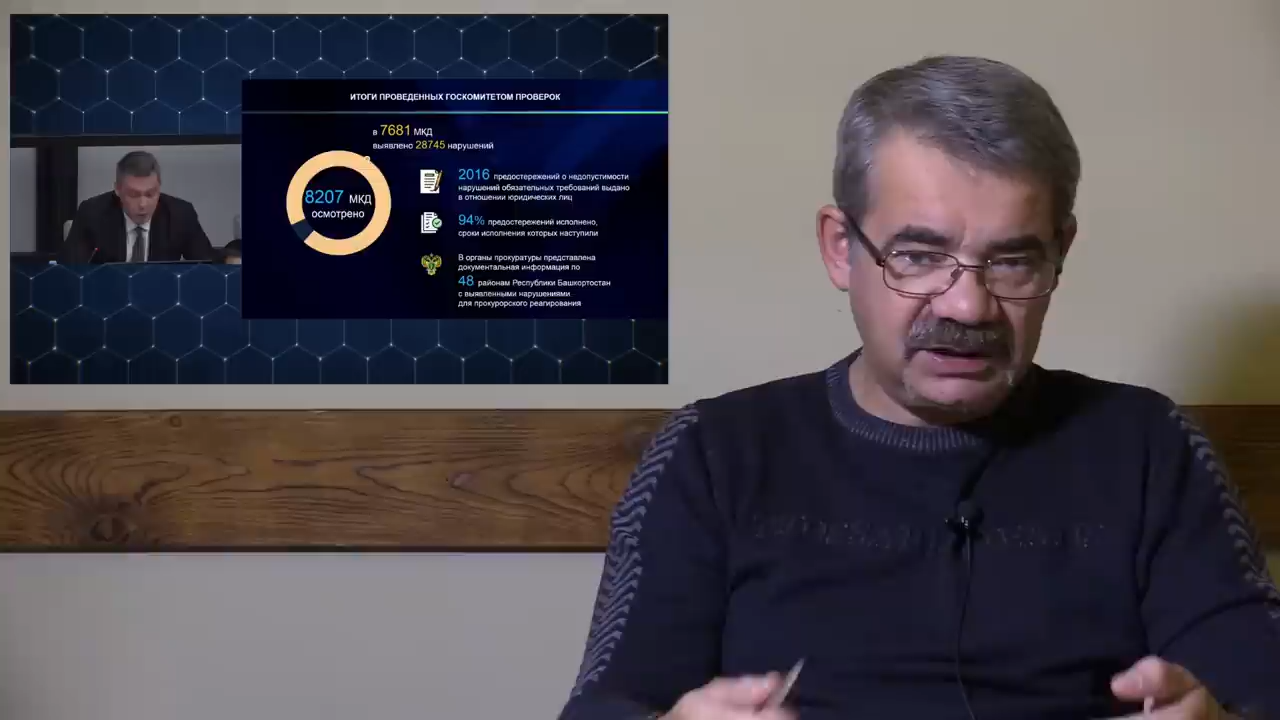 ИТОГИ ПРОВЕДЕННЫХ ГОСКОМИТЕТОМ ПРОВЕРОК
в 7681 МКД
выявлено 28745 нарушений
8207 МКД
осмотрено
2016 предостережений о недопустимости
нарушений обязательных требований выдано
в отношении юридических лиц
94% предостережений исполнено,
сроки исполнения которых наступили
В органы прокуратуры представлена
документальная информация по
48 районам Республики Башкортостан
с выявленными нарушениями
для прокурорского реагирования